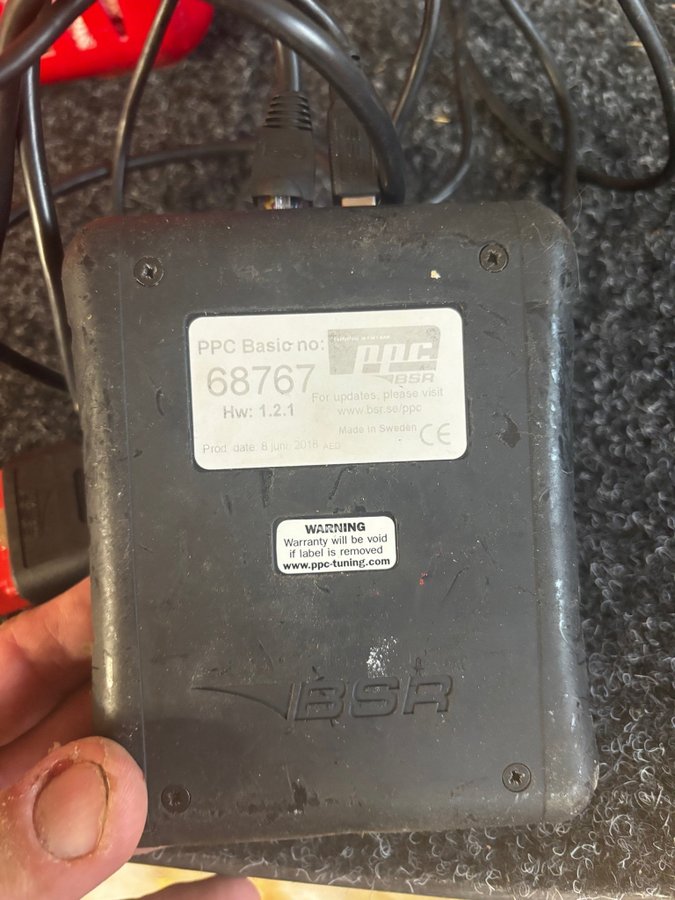 PPC Basic no:
68767
Hw: 1.2.1
ppc
BSR
For updates, please visit
www.bsr.se/ppc
Made in Sweden
CE
Prod. date: 8 juni 2016 AED
WARNING
Warranty will be void
if label is removed
www.ppc-tuning.com
BSR